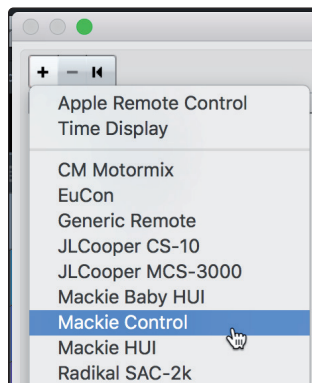 Apple Remote Control
Time Display
CM Motormix
EuCon
Generic Remote
JLCooper CS-10
JLCooper MCS-3000
Mackie Baby HUI
Mackie Control
Mackie HUI
Radikal SAC-2k